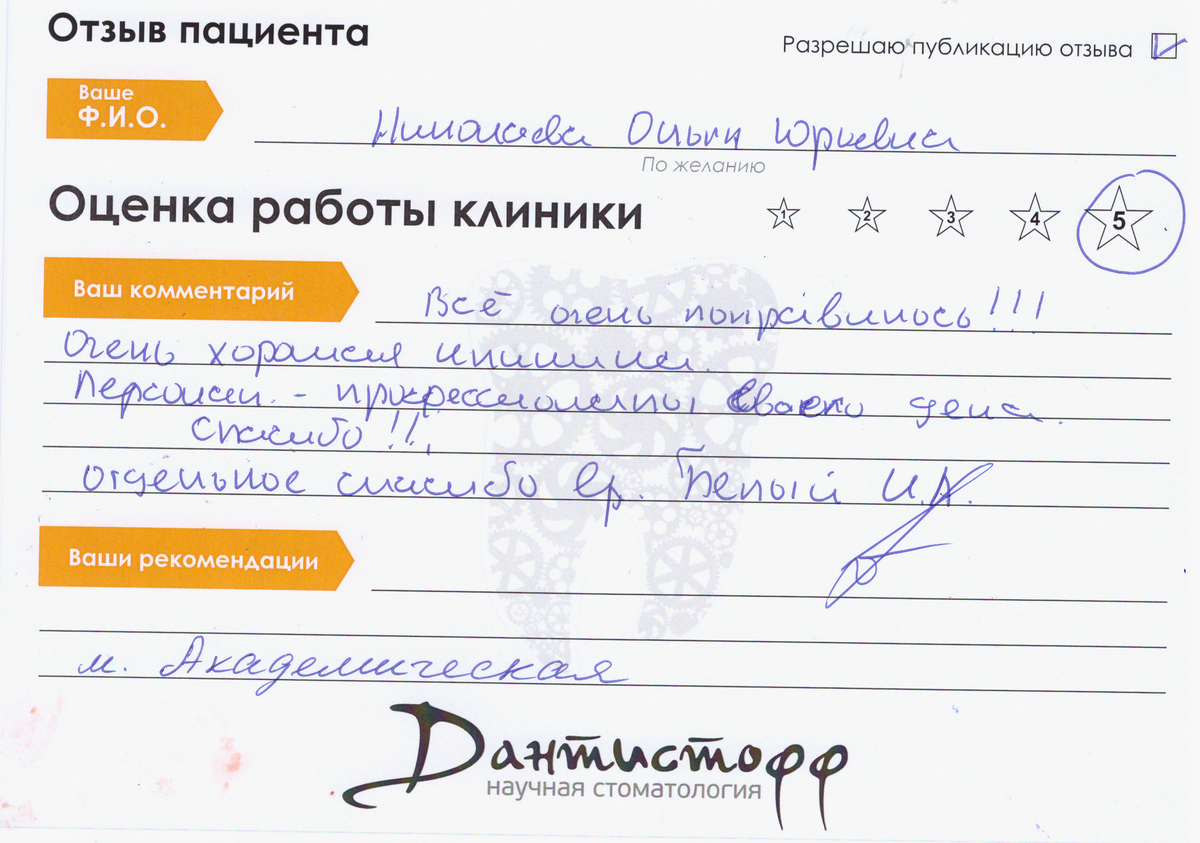 Отзыв пациента
Разрешаю публикацию отзыва
Ваше
Ф.И.О.
Николаева Ольга Юрьевна
По желанию
Оценка работы клиники
1 2 3 4 5
Ваш комментарий
Всё очень понравилось!!!
Очень хорошая клиника.
Персонал - профессионалы своего дела.
Спасибо!!!
отдельное спасибо вр. Белый И.А.
Ваши рекомендации
м. Академическая
Дантистофф
научная стоматология